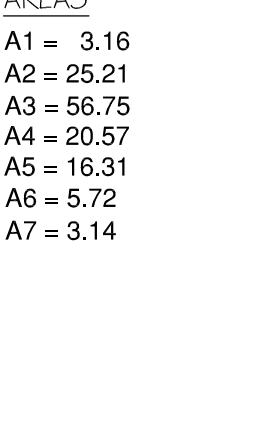 AREAS
A1 = 3.16
A2 = 25.21
A3 = 56.75
A4 = 20.57
A5 = 16.31
A6 = 5.72
A7 = 3.14